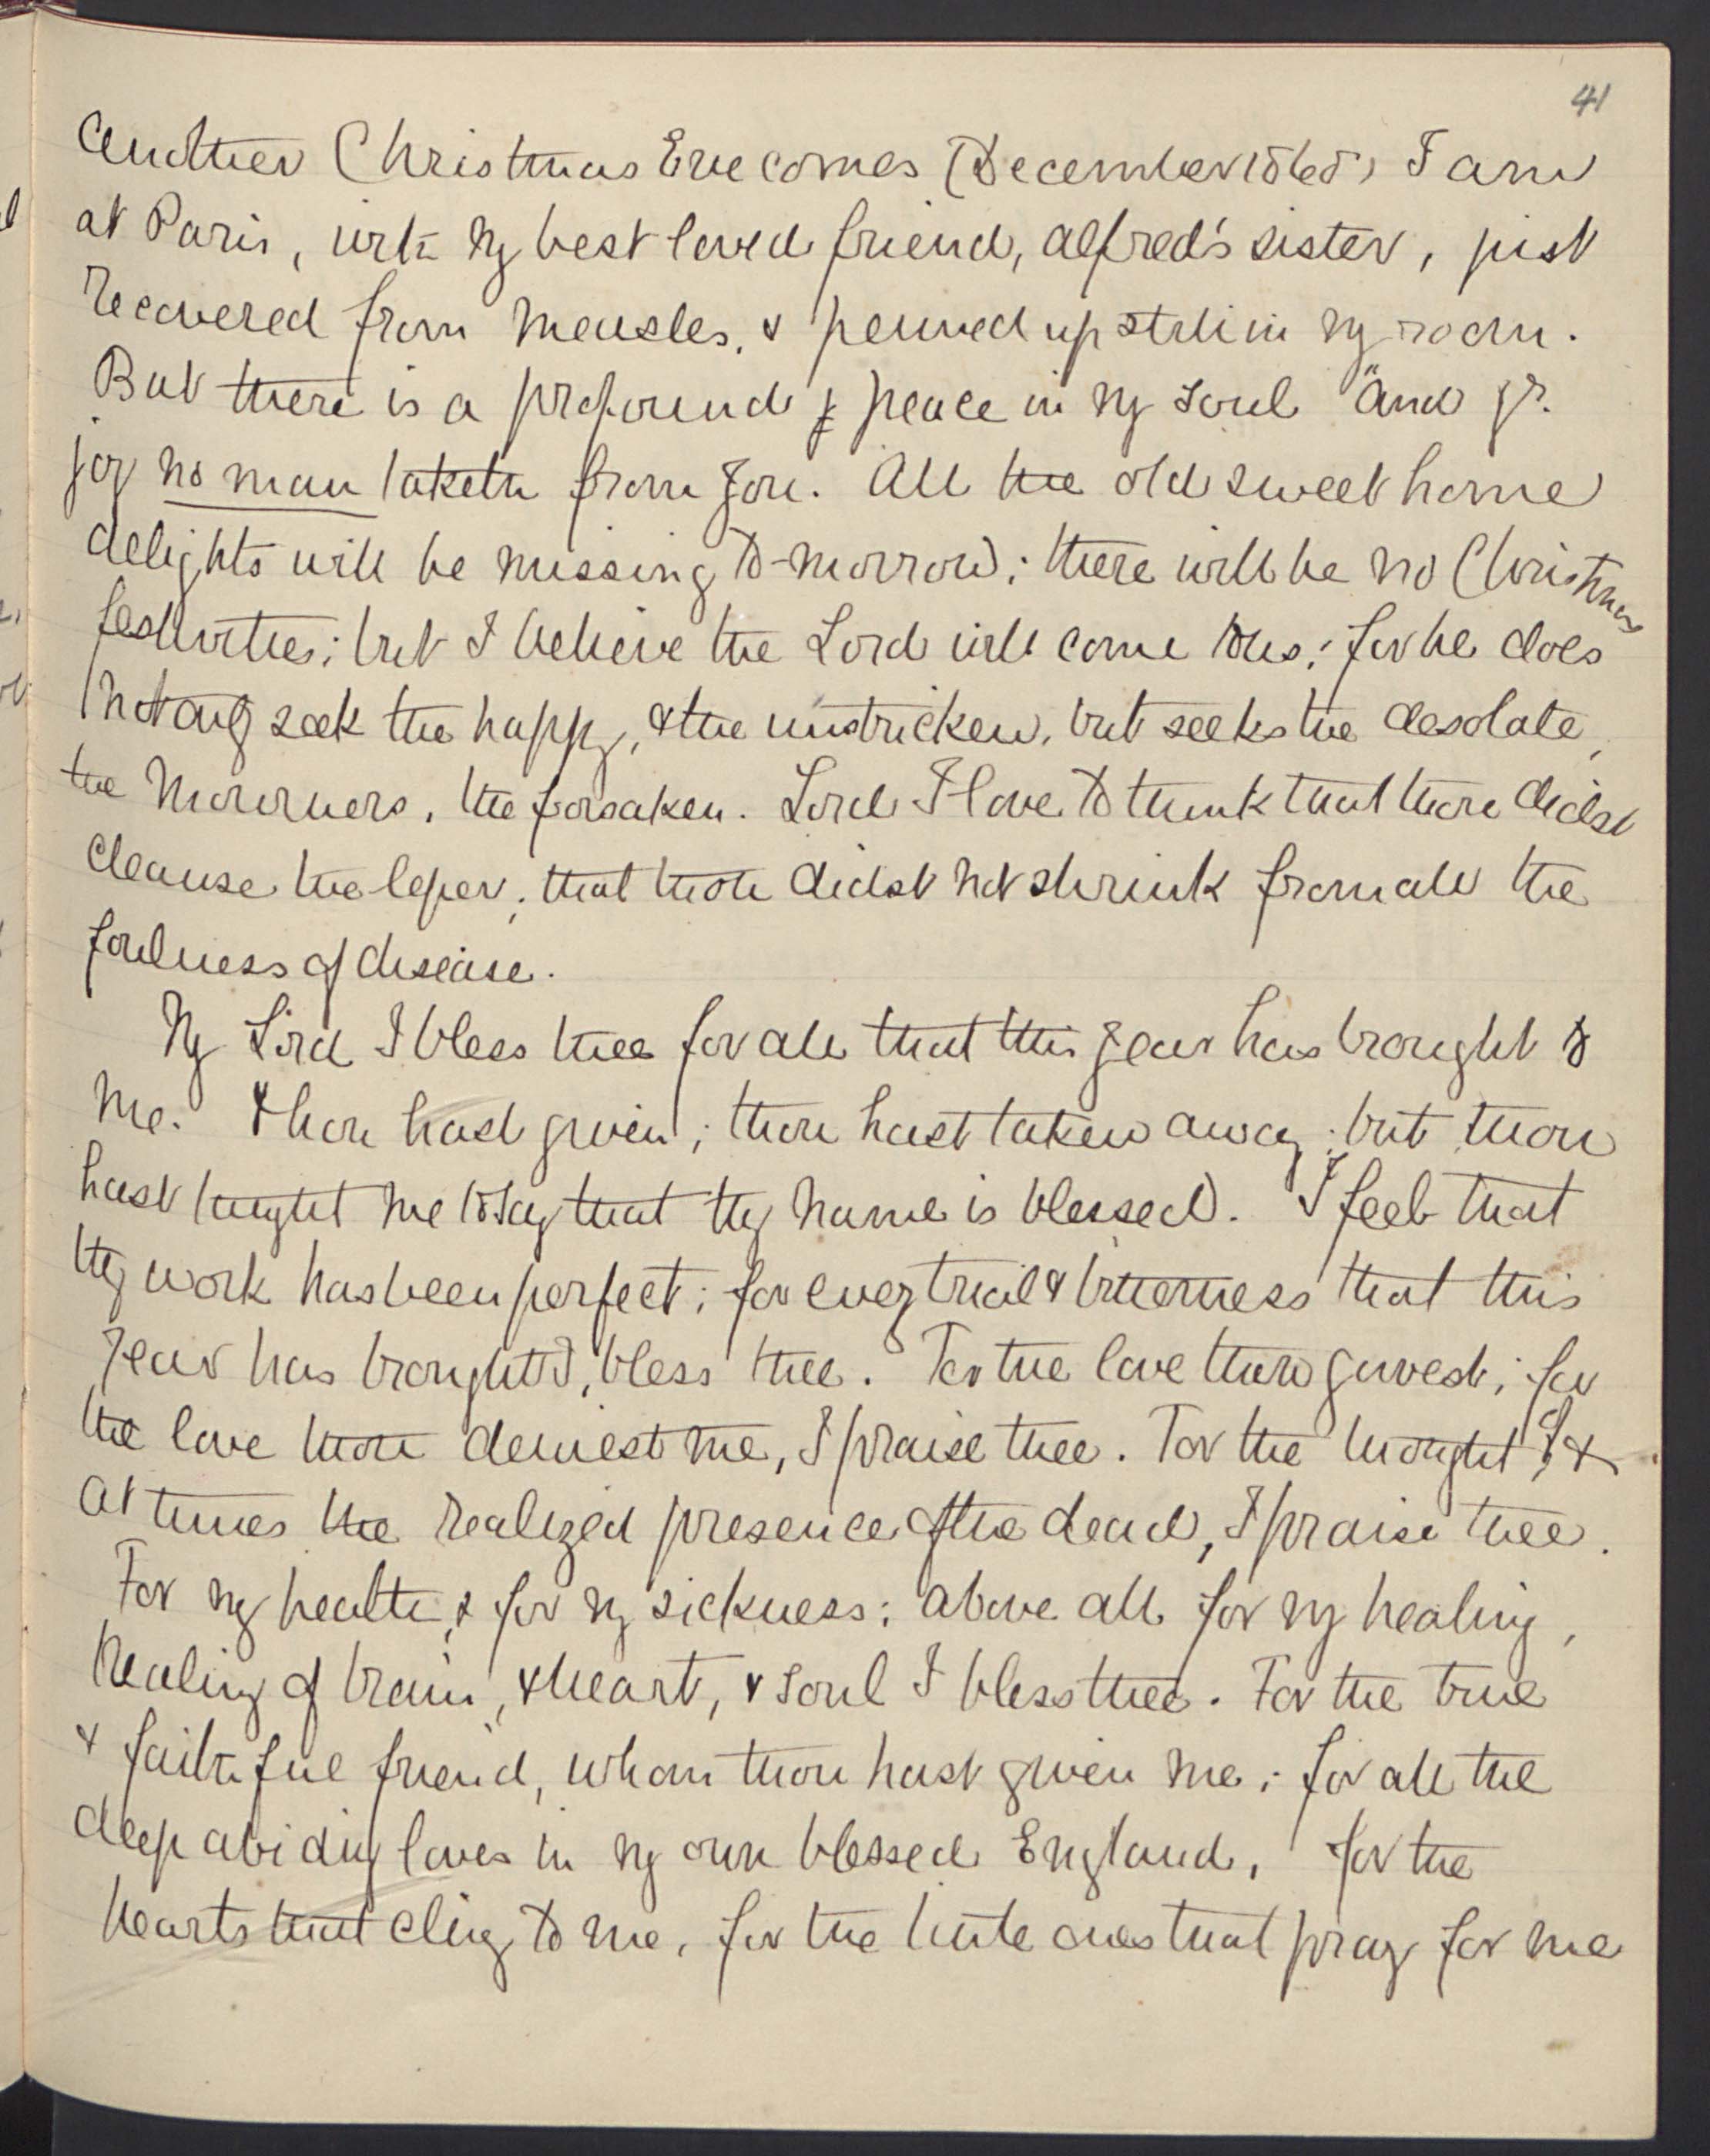 41
Another Christmas Eve comes (December 1868) I am
at Paris, with my best loved friend, Alfred's sister, just
recovered from measles, & penned up still in my room.
But there is a profound & peace in my soul "And yr.
joy no man taketh from you. All the old sweet home
delights will be missing to-morrow; there will be no Christmas
festivities; but I believe the Lord will come to us; for he does
not only seek the happy, & the unstricken, but seeks the desolate,
the mourners, the forsaken. Lord I love to think that thou didst
cleanse the leper; that thou didst not shrink from all the
foulness of disease.
My Lord I bless thee for all that this year has brought to
me. Thou hast given; thou hast taken away; but thou
hast taught me to say that thy name is blessed. I feel that
thy work has been perfect; for every trial & bitterness that this
year has brought I bless thee. For the love thou gavest; for
the love thou deniest me, I praise thee. For the thought of, &
at times the realized presence of the dead, I praise thee.
For my health, & for my sickness; above all for my healing,
healing of brain, & heart, & soul I bless thee. For the true
& faithful friend, whom thou hast given me; for all the
deep abiding loves in my own blessed England, for the
hearts that cling to me, for the little ones that pray for me